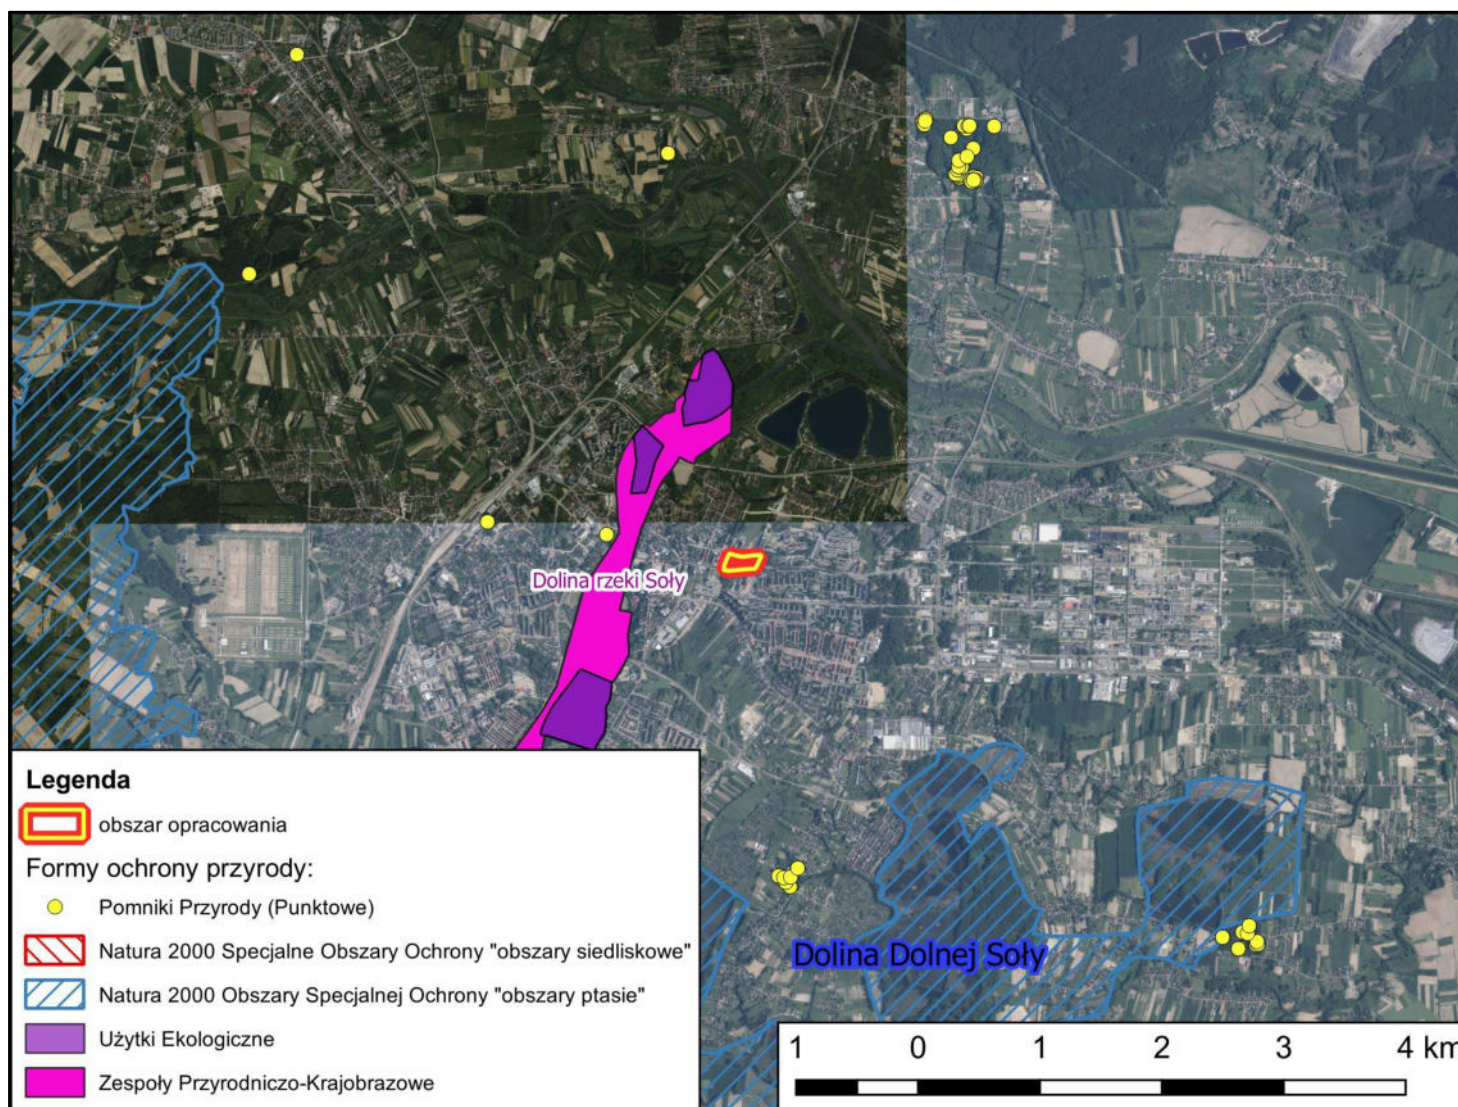 Dolina rzeki Soły
Dolina Dolnej Soły
Legenda
obszar opracowania
Formy ochrony przyrody:
Pomniki Przyrody (Punktowe)
Natura 2000 Specjalne Obszary Ochrony "obszary siedliskowe"
Natura 2000 Obszary Specjalnej Ochrony "obszary ptasie"
Użytki Ekologiczne
Zespoły Przyrodniczo-Krajobrazowe
1 0 1 2 3 4 km